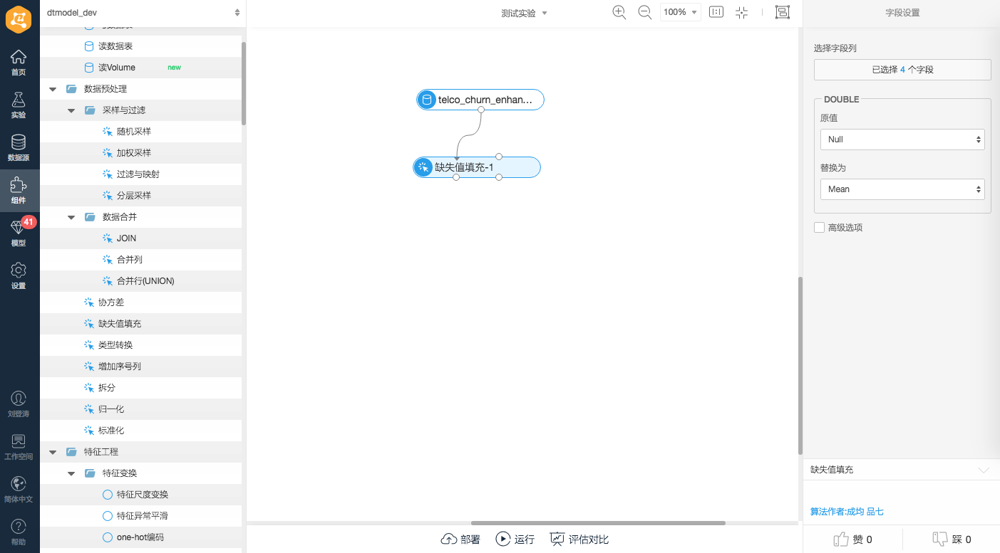 dtmodel_dev
首页
实验
数据源
组件
41
模型
设置
刘登涛
工作空间
简体中文
帮助
读数据表
读Volume new
数据预处理
采样与过滤
随机采样
加权采样
过滤与映射
分层采样
数据合并
JOIN
合并列
合并行(UNION)
协方差
缺失值填充
类型转换
增加序号列
拆分
归一化
标准化
特征工程
特征变换
特征尺度变换
特征异常平滑
one-hot编码
测试实验
100%
telco_churn_enhan...
缺失值填充-1
部署
运行
评估对比
字段设置
选择字段列
已选择 4 个字段
DOUBLE
原值
Null
替换为
Mean
高级选项
缺失值填充
算法作者:成均 品七
赞 0
踩 0